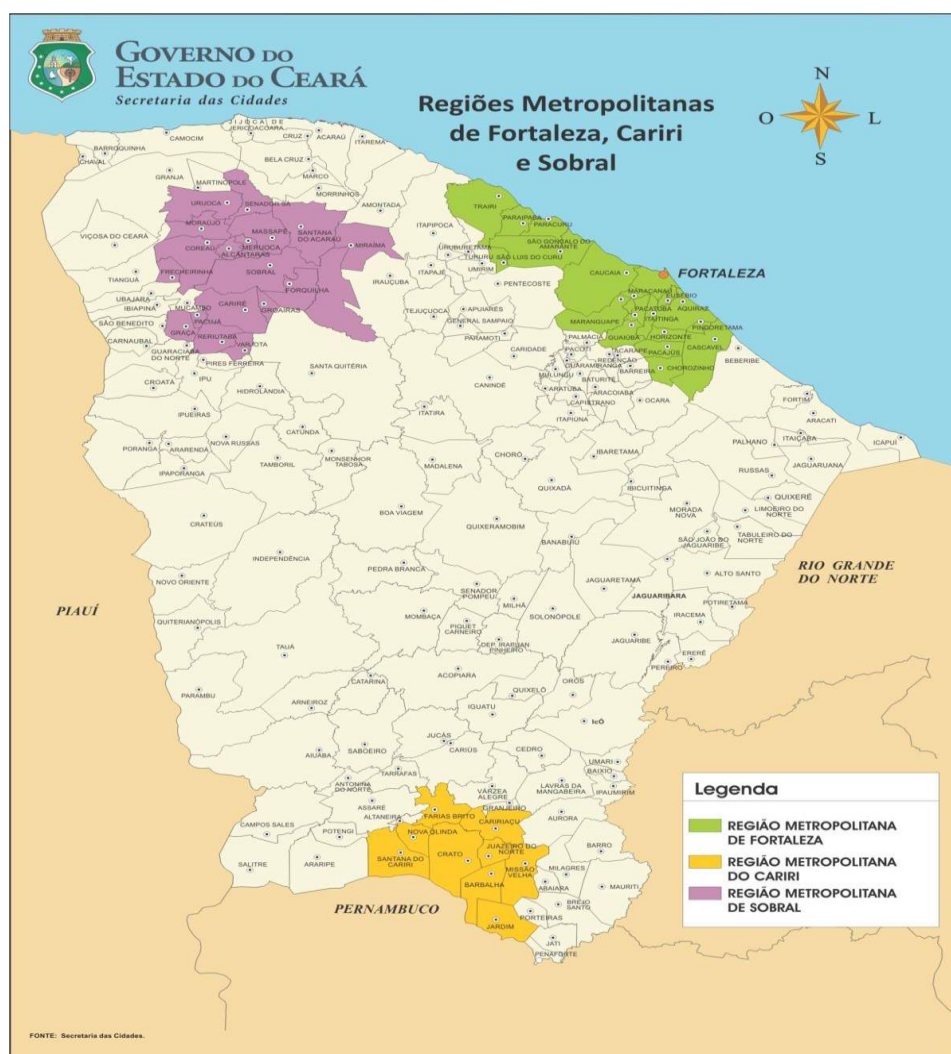 GOVERNO DO
ESTADO DO CEARÁ
Secretaria das Cidades
Regiões Metropolitanas
de Fortaleza, Cariri
e Sobral
N
O
L
S
JIJOCA DE
JERICOACOARA
CAMOCIM
CRUZ
ACARAÚ
ITAREMA
BARROQUINHA
CHAVAL
BELA CRUZ
GRANJA
MARCO
MARTINÓPOLE
MORRINHOS
URUOCA
SENADOR SÁ
AMONTADA
TRAIRI
PARAIPABA
PARACURU
MORAÚJO
MASSAPÊ
SANTANA
DO ACARAÚ
ITAPIPOCA
VIÇOSA DO CEARÁ
COREAÚ
MERUOCA
ALCÂNTARAS
MIRAIMA
URUBURETAMA
TURURU
UMIRIM
SÃO GONÇALO DO
AMARANTE
SÃO LUIS DO CURU
SOBRAL
TIANGUÁ
FRECHEIRINHA
ITAPAJÉ
IRAUÇUBA
PENTECOSTE
CAUCAIA
FORTALEZA
UBAJARA
IBIAPINA
MUCAMBO
CARIRÉ
FORQUILHA
GROAÍRAS
TEJUÇUOCA
APUIARÉS
GENERAL SAMPAIO
MARACANAÚ
EUSÉBIO
AQUIRAZ
PACATUBA
ITAITINGA
SÃO BENEDITO
PACUJÁ
GRAÇA
RERIUTABA
VARJOTA
PARAMOTI
MARANGUAPE
GUAIÚBA
HORIZONTE
PINDORETAMA
CASCAVEL
CARNAUBAL
GUARACIABA
DO NORTE
PIRES FERREIRA
CARIDADE
PALMÁCIA
PACOTI
GUARAMIRANGA
REDENÇÃO
ACARAPE
PACAJÚS
CHOROZINHO
BEBERIBE
CROATÁ
IPU
SANTA QUITÉRIA
HIDROLÂNDIA
CANINDÉ
MULUNGU
ARATUBA
BATURITÉ
BARREIRA
ARACOIABA
CAPISTRANO
OCARA
FORTIM
IPUEIRAS
ITATIRA
ITAPIÚNA
ARACATI
PORANGA
ARARENDÁ
NOVA RUSSAS
CATUNDA
ITAIÇABA
ICAPUÍ
PALHANO
IPAPORANGA
TAMBORIL
MONSENHOR
TABOSA
MADALENA
CHORÓ
IBARETAMA
JAGUARUANA
RUSSAS
QUIXADÁ
IBICUITINGA
QUIXERÉ
CRATEÚS
BOA VIAGEM
QUIXERAMOBIM
MORADA
NOVA
LIMOEIRO DO
NORTE
BANABUIÚ
SÃO JOÃO DO
JAGUARIBE
TABULEIRO DO
NORTE
INDEPENDÊNCIA
PEDRA BRANCA
RIO GRANDE
DO NORTE
NOVO ORIENTE
JAGUARETAMA
ALTO SANTO
PIAUÍ
SENADOR
POMPEU
MILHÃ
JAGUARIBARA
POTIRETAMA
QUITERIANÓPOLIS
MOMBAÇA
PIQUET
CARNEIRO
SOLONÓPOLE
IRACEMA
TAUÁ
DEP. IRAPUAN
PINHEIRO
JAGUARIBE
ERERÉ
PEREIRO
PARAMBU
CATARINA
ACOPIARA
QUIXELÔ
ORÓS
ARNEIROZ
IGUATU
ICÓ
AIUABA
SABOEIRO
JUCÁS
CARIÚS
CEDRO
UMARI
BAIXIO
IPAUMIRIM
TARRAFAS
ANTONINA
DO NORTE
VÁRZEA
ALEGRE
LAVRAS DA
MANGABEIRA
Legenda
ASSARÉ
ALTANEIRA
FARIAS BRITO
GRANJEIRO
AURORA
CAMPOS SALES
POTENGI
NOVA OLINDA
CARIRIAÇU
REGIÃO METROPOLITANA
DE FORTALEZA
SALITRE
ARARIPE
SANTANA DO
CARIRI
CRATO
JUAZEIRO DO
NORTE
MISSÃO
VELHA
BARRO
MILAGRES
REGIÃO METROPOLITANA
DO CARIRI
BARBALHA
ABAIARA
MAURITI
BREJO
SANTO
REGIÃO METROPOLITANA
DE SOBRAL
PERNAMBUCO
JARDIM
PORTEIRAS
JATI
PENAFORTE
FONTE: Secretaria das Cidades.